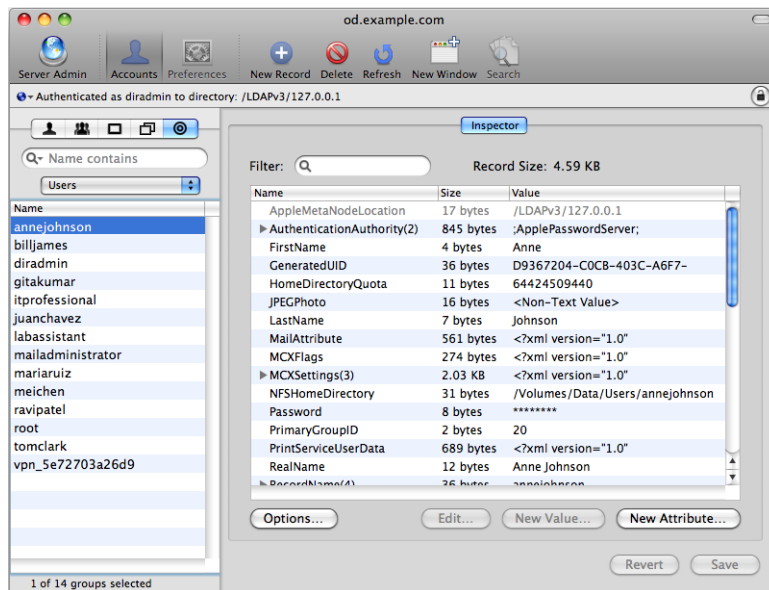 od.example.com
Server Admin Accounts Preferences New Record Delete Refresh New Window Search
Authenticated as diradmin to directory: /LDAPv3/127.0.0.1
Name contains
Users
Name
annejohnson
billjames
diradmin
gitakumar
itprofessional
juanchavez
labassistant
mailadministrator
mariaruiz
meichen
ravipatel
root
tomclark
vpn_5e72703a26d9
1 of 14 groups selected
Inspector
Filter: Record Size: 4.59 KB
Name Size Value
AppleMetaNodeLocation 17 bytes /LDAPv3/127.0.0.1
AuthenticationAuthority(2) 845 bytes ;ApplePasswordServer;
FirstName 4 bytes Anne
GeneratedUID 36 bytes D9367204-C0CB-403C-A6F7-
HomeDirectoryQuota 11 bytes 64424509440
JPEGPhoto 16 bytes <Non-Text Value>
LastName 7 bytes Johnson
MailAttribute 561 bytes <?xml version="1.0"
MCXFlags 274 bytes <?xml version="1.0"
MCXSettings(3) 2.03 KB <?xml version="1.0"
NFSHomeDirectory 31 bytes /Volumes/Data/Users/annejohnson
Password 8 bytes ********
PrimaryGroupID 2 bytes 20
PrintServiceUserData 689 bytes <?xml version="1.0"
RealName 12 bytes Anne Johnson
RecordName(4) 36 bytes annejohnson
Options... Edit... New Value... New Attribute...
Revert Save